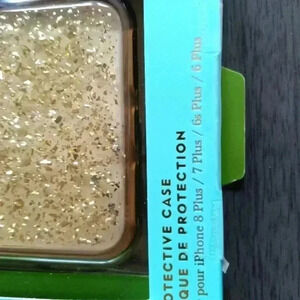 OTECTIVE CASE
QUE DE PROTECTION
pour iPhone 8 Plus / 7 Plus / 6s Plus / 6 Plus